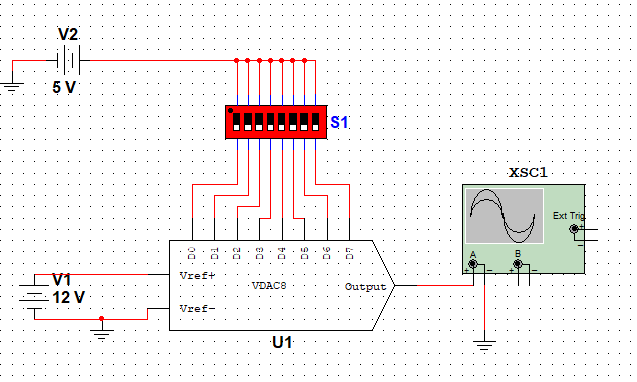 V2
5 V
S1
XSC1
Ext Trig
+
−
A
B
+ − + −
D0 D1 D2 D3 D4 D5 D6 D7
V1
12 V
Vref+
VDAC8
Output
Vref-
U1